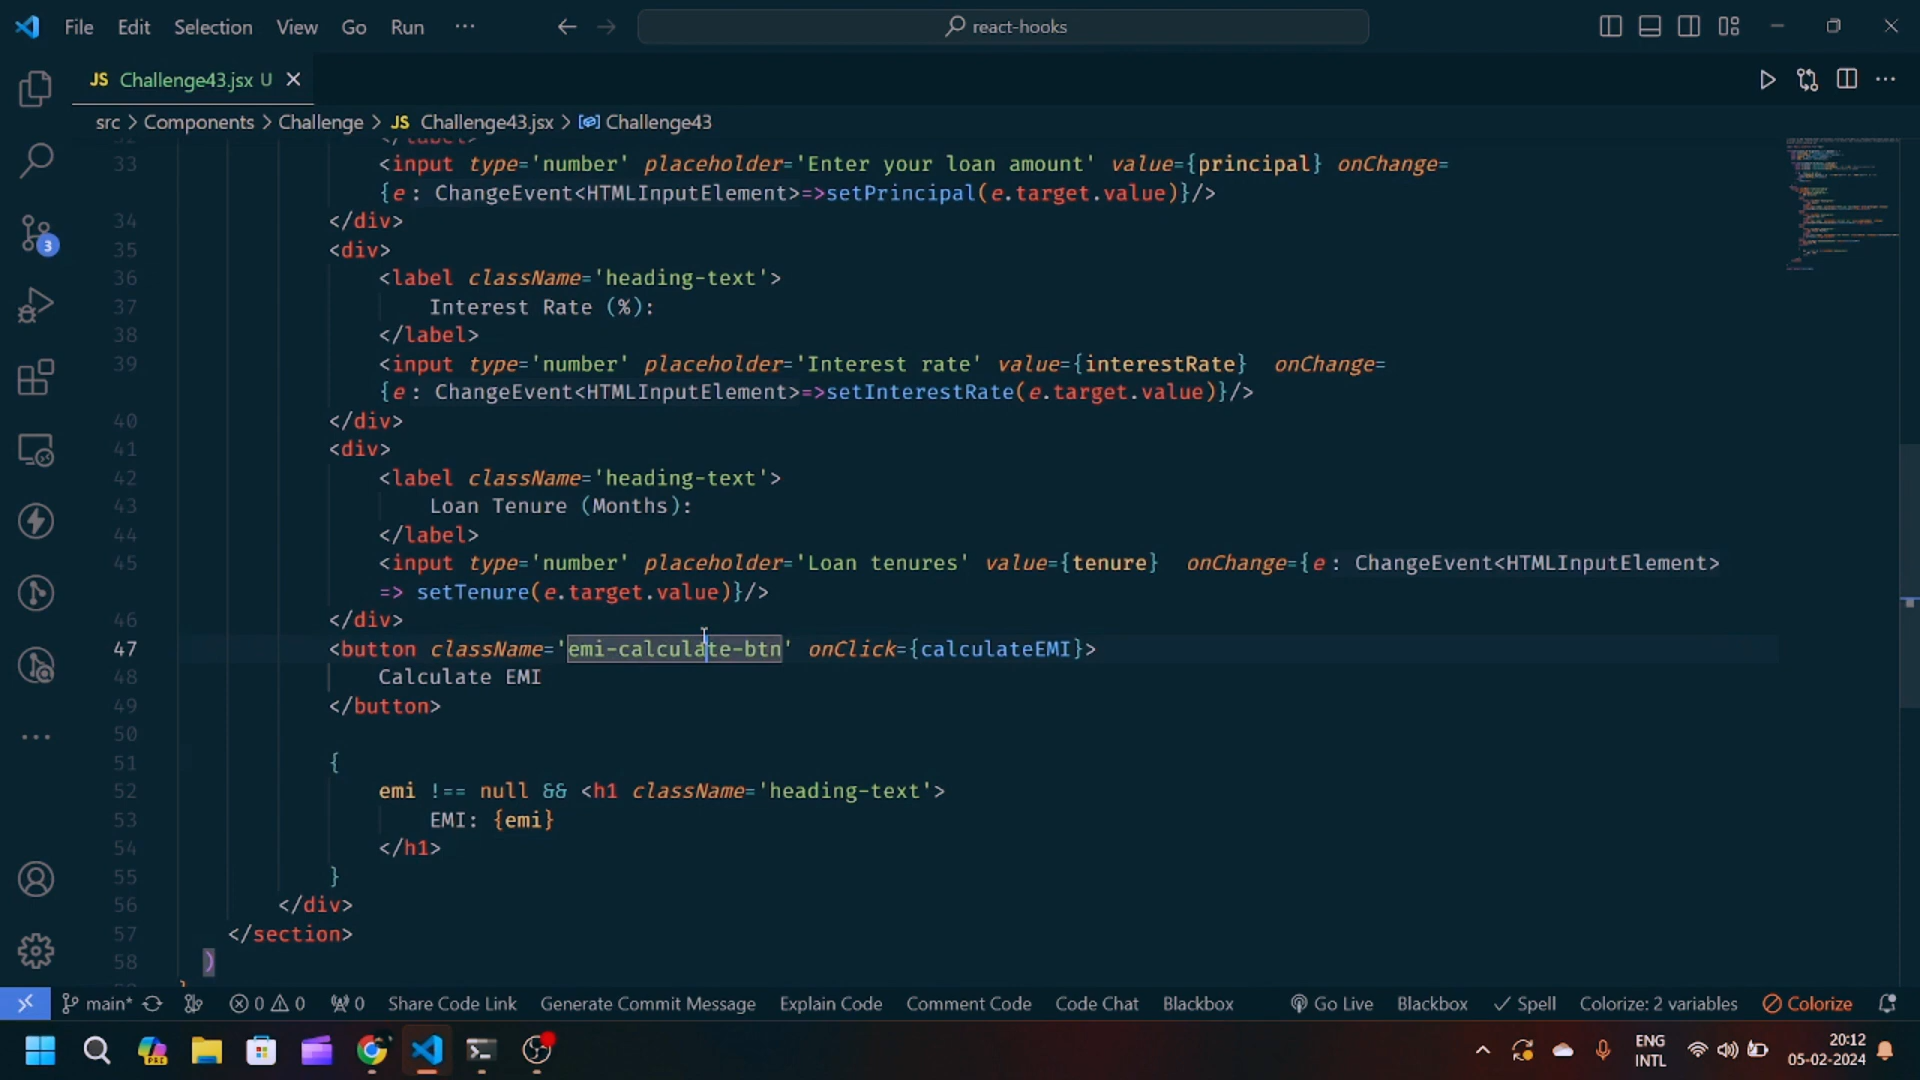 File Edit Selection View Go Run ··· react-hooks
JS Challenge43.jsx U
src > Components > Challenge > JS Challenge43.jsx > Challenge43
33 <input type='number' placeholder='Enter your loan amount' value={principal} onChange=
{e: ChangeEvent<HTMLInputElement>=>setPrincipal(e.target.value)}/>
34 </div>
35 <div>
36 <label className='heading-text'>
37 Interest Rate (%):
38 </label>
39 <input type='number' placeholder='Interest rate' value={interestRate} onChange=
{e: ChangeEvent<HTMLInputElement>=>setInterestRate(e.target.value)}/>
40 </div>
41 <div>
42 <label className='heading-text'>
43 Loan Tenure (Months):
44 </label>
45 <input type='number' placeholder='Loan tenures' value={tenure} onChange={e: ChangeEvent<HTMLInputElement>
=> setTenure(e.target.value)}/>
46 </div>
47 <button className='emi-calculate-btn' onClick={calculateEMI}>
48 Calculate EMI
49 </button>
50
51 {
52 emi !== null && <h1 className='heading-text'>
53 EMI: {emi}
54 </h1>
55 }
56 </div>
57 </section>
58 )
3
main* 0 0 0 Share Code Link Generate Commit Message Explain Code Comment Code Code Chat Blackbox Go Live Blackbox Spell Colorize: 2 variables Colorize
ENG
INTL
20:12
05-02-2024